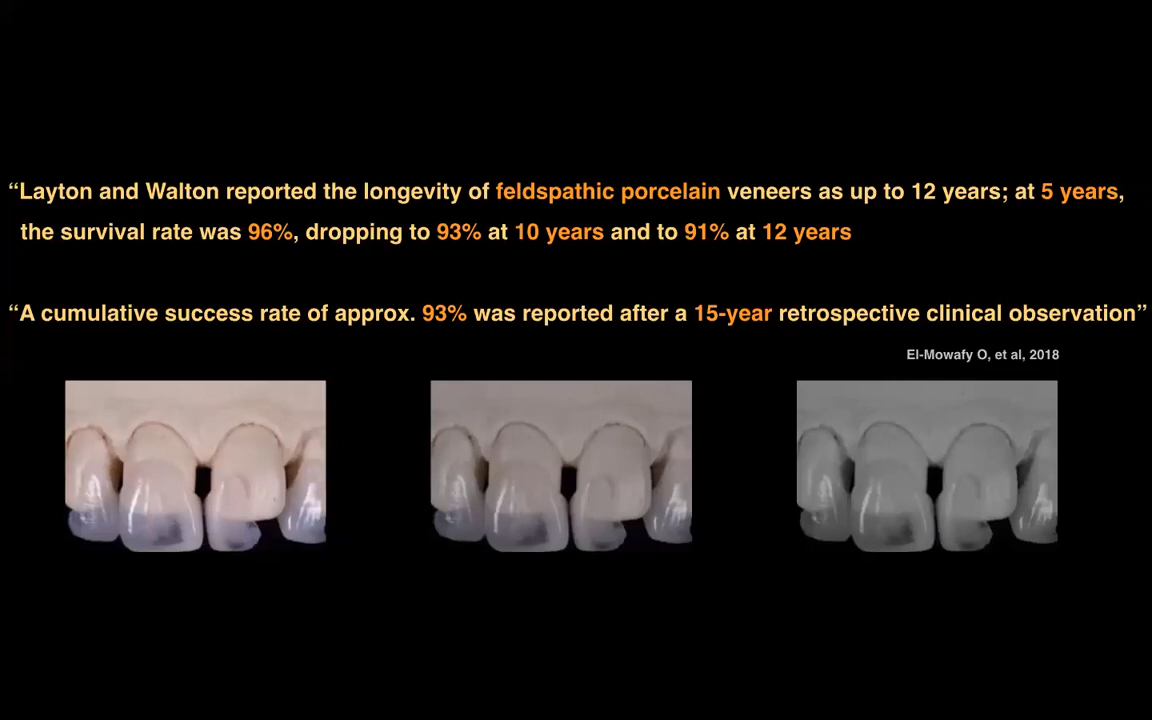 “Layton and Walton reported the longevity of feldspathic porcelain veneers as up to 12 years; at 5 years,
the survival rate was 96%, dropping to 93% at 10 years and to 91% at 12 years
“A cumulative success rate of approx. 93% was reported after a 15-year retrospective clinical observation”
El-Mowafy O, et al, 2018